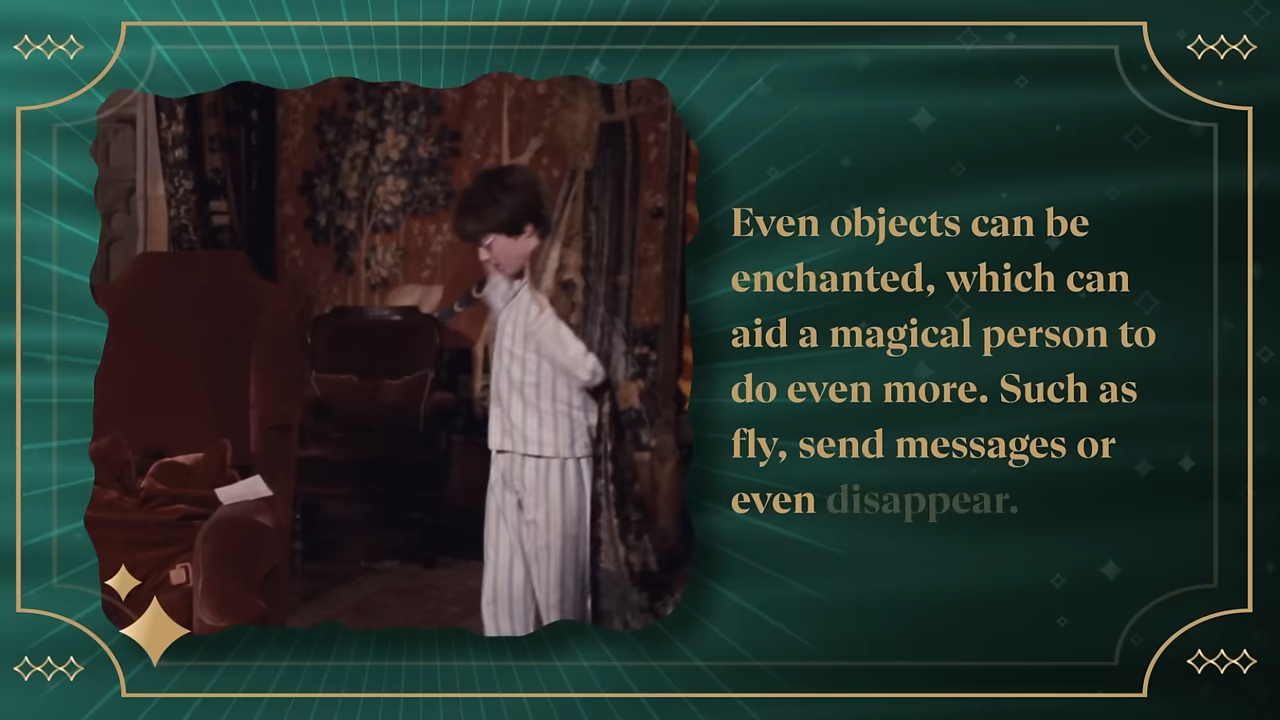 Even objects can be
enchanted, which can
aid a magical person to
do even more. Such as
fly, send messages or
even disappear.